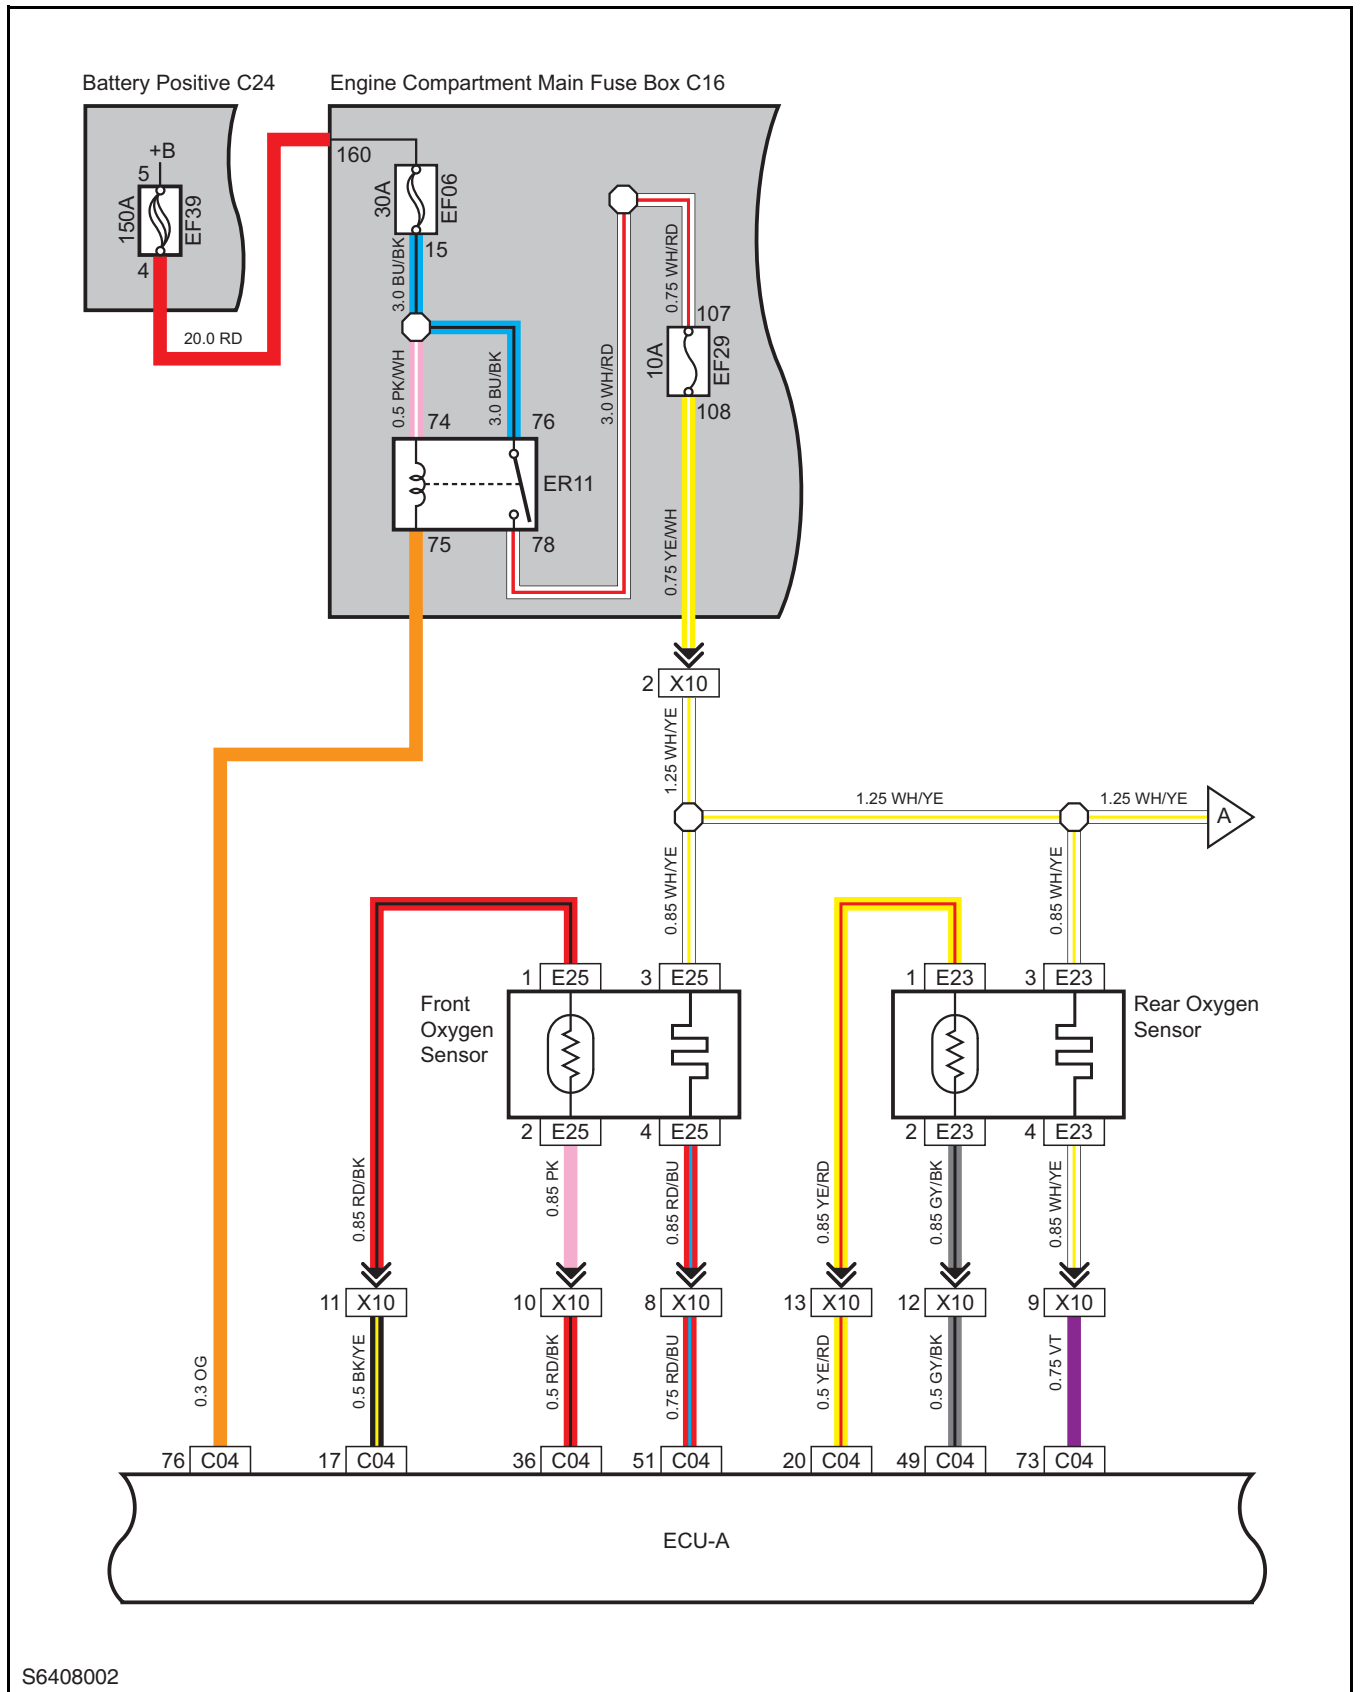 Battery Positive C24
Engine Compartment Main Fuse Box C16
+B
5
150A
EF39
4
20.0 RD
160
30A
EF06
15
3.0 BU/BK
0.5 PK/WH
3.0 BU/BK
74
76
ER11
75
78
3.0 WH/RD
0.75 WH/RD
107
10A
EF29
108
0.75 YE/WH
2 X10
1.25 WH/YE
1.25 WH/YE
1.25 WH/YE
A
0.85 WH/YE
0.85 WH/YE
1 E25
3 E25
1 E23
3 E23
Front
Oxygen
Sensor
Rear Oxygen
Sensor
2 E25
4 E25
2 E23
4 E23
0.85 RD/BK
0.85 PK
0.85 RD/BU
0.85 YE/RD
0.85 GY/BK
0.85 WH/YE
11 X10
10 X10
8 X10
13 X10
12 X10
9 X10
0.3 OG
0.5 BK/YE
0.5 RD/BK
0.75 RD/BU
0.5 YE/RD
0.5 GY/BK
0.75 VT
76 C04
17 C04
36 C04
51 C04
20 C04
49 C04
73 C04
ECU-A
S6408002